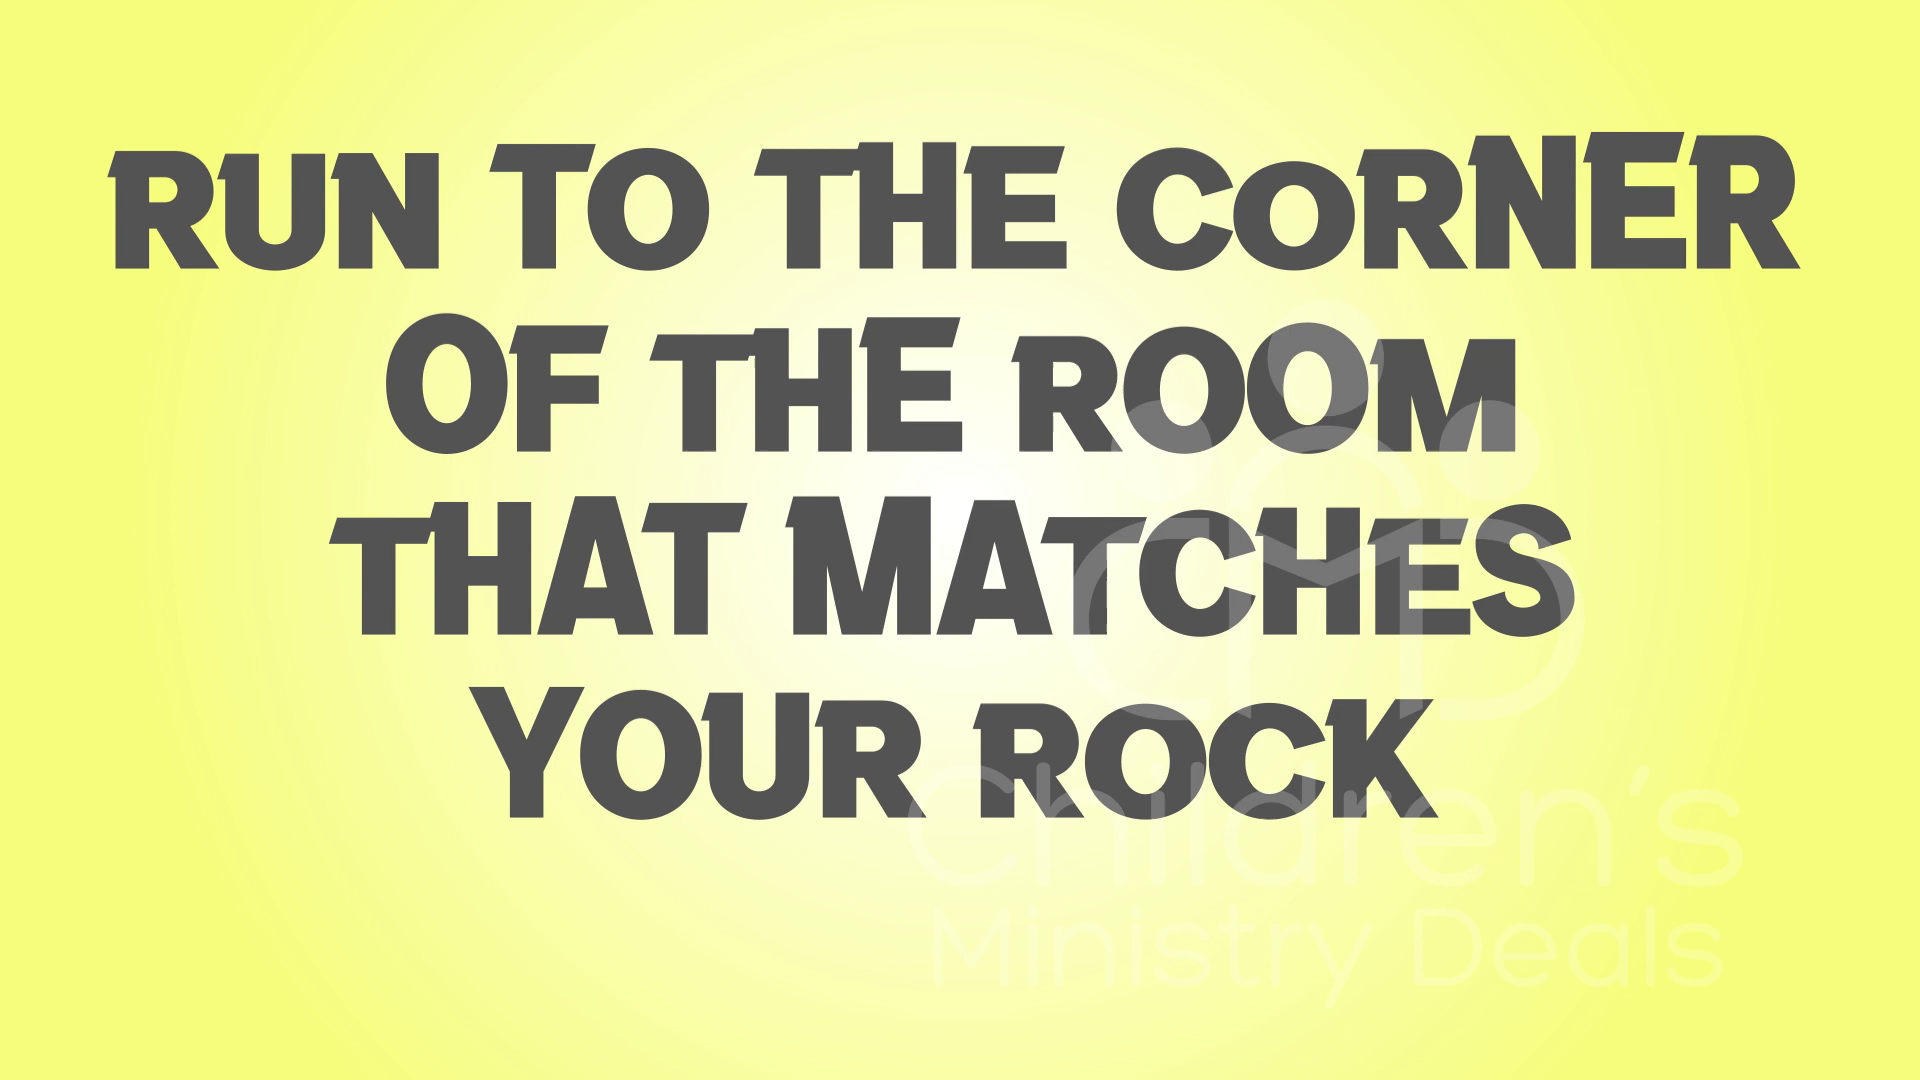 RUN TO THE CORNER
OF THE ROOM
THAT MATCHES
YOUR ROCK
Children's
Ministry Deals